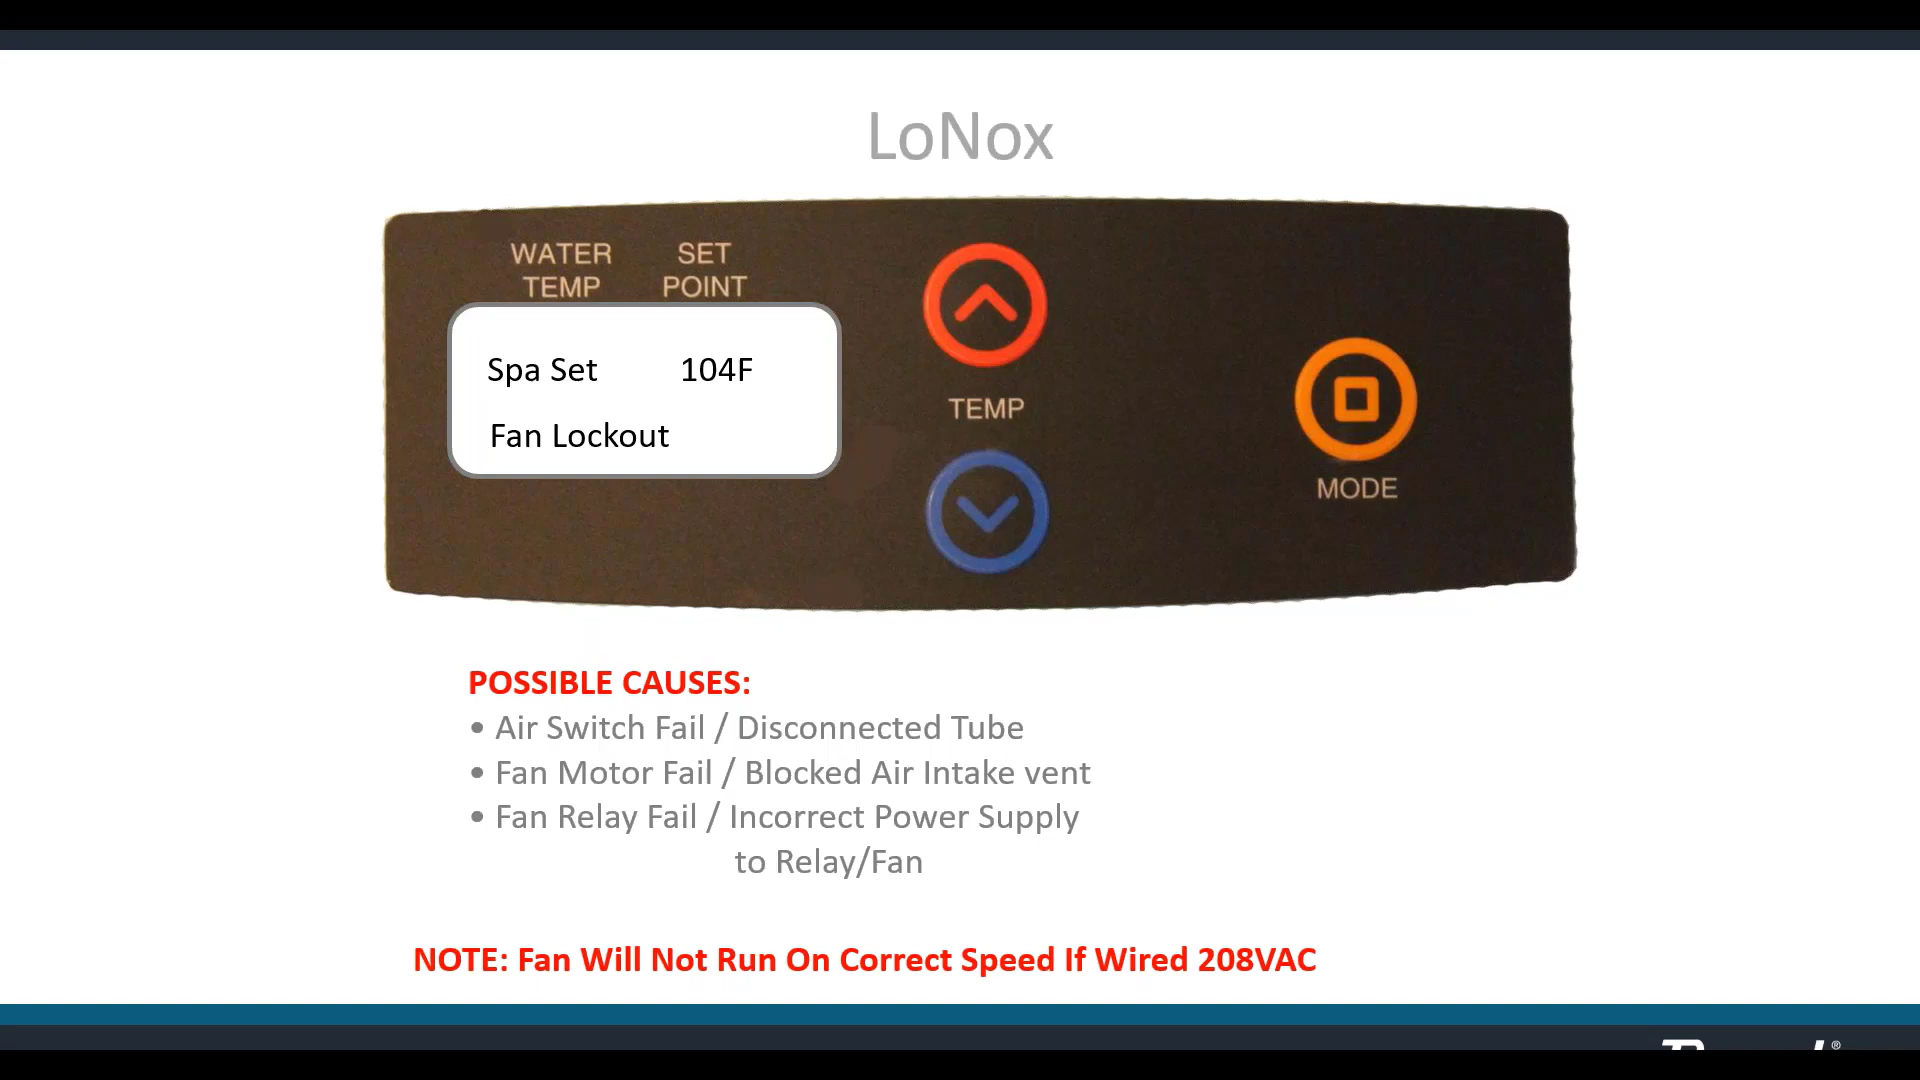 LoNox
WATER TEMP
SET POINT
Spa Set 104F
Fan Lockout
TEMP
MODE
POSSIBLE CAUSES:
• Air Switch Fail / Disconnected Tube
• Fan Motor Fail / Blocked Air Intake vent
• Fan Relay Fail / Incorrect Power Supply
to Relay/Fan
NOTE: Fan Will Not Run On Correct Speed If Wired 208VAC